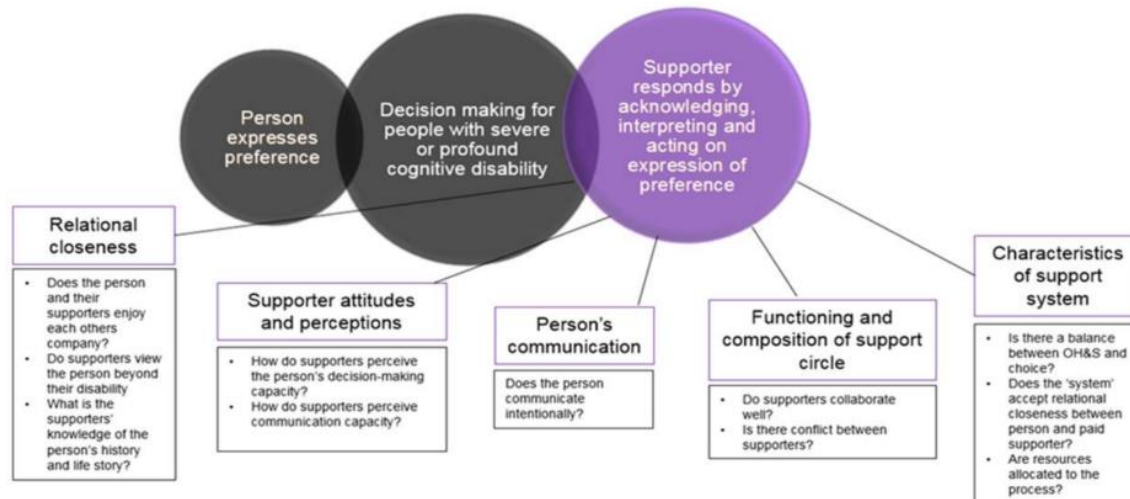 Person
expresses
preference
Decision making for
people with severe
or profound
cognitive disability
Supporter
responds by
acknowledging,
interpreting and
acting on
expression of
preference
Relational
closeness
• Does the person
and their
supporters enjoy
each others
company?
• Do supporters view
the person beyond
their disability
• What is the
supporters'
knowledge of the
person's history
and life story?
Supporter attitudes
and perceptions
• How do supporters perceive
the person's decision-making
capacity?
• How do supporters perceive
communication capacity?
Person's
communication
Does the person
communicate
intentionally?
Functioning and
composition of support
circle
• Do supporters collaborate
well?
• Is there conflict between
supporters?
Characteristics
of support
system
• Is there a balance
between OH&S and
choice?
• Does the 'system'
accept relational
closeness between
person and paid
supporter?
• Are resources
allocated to the
process?